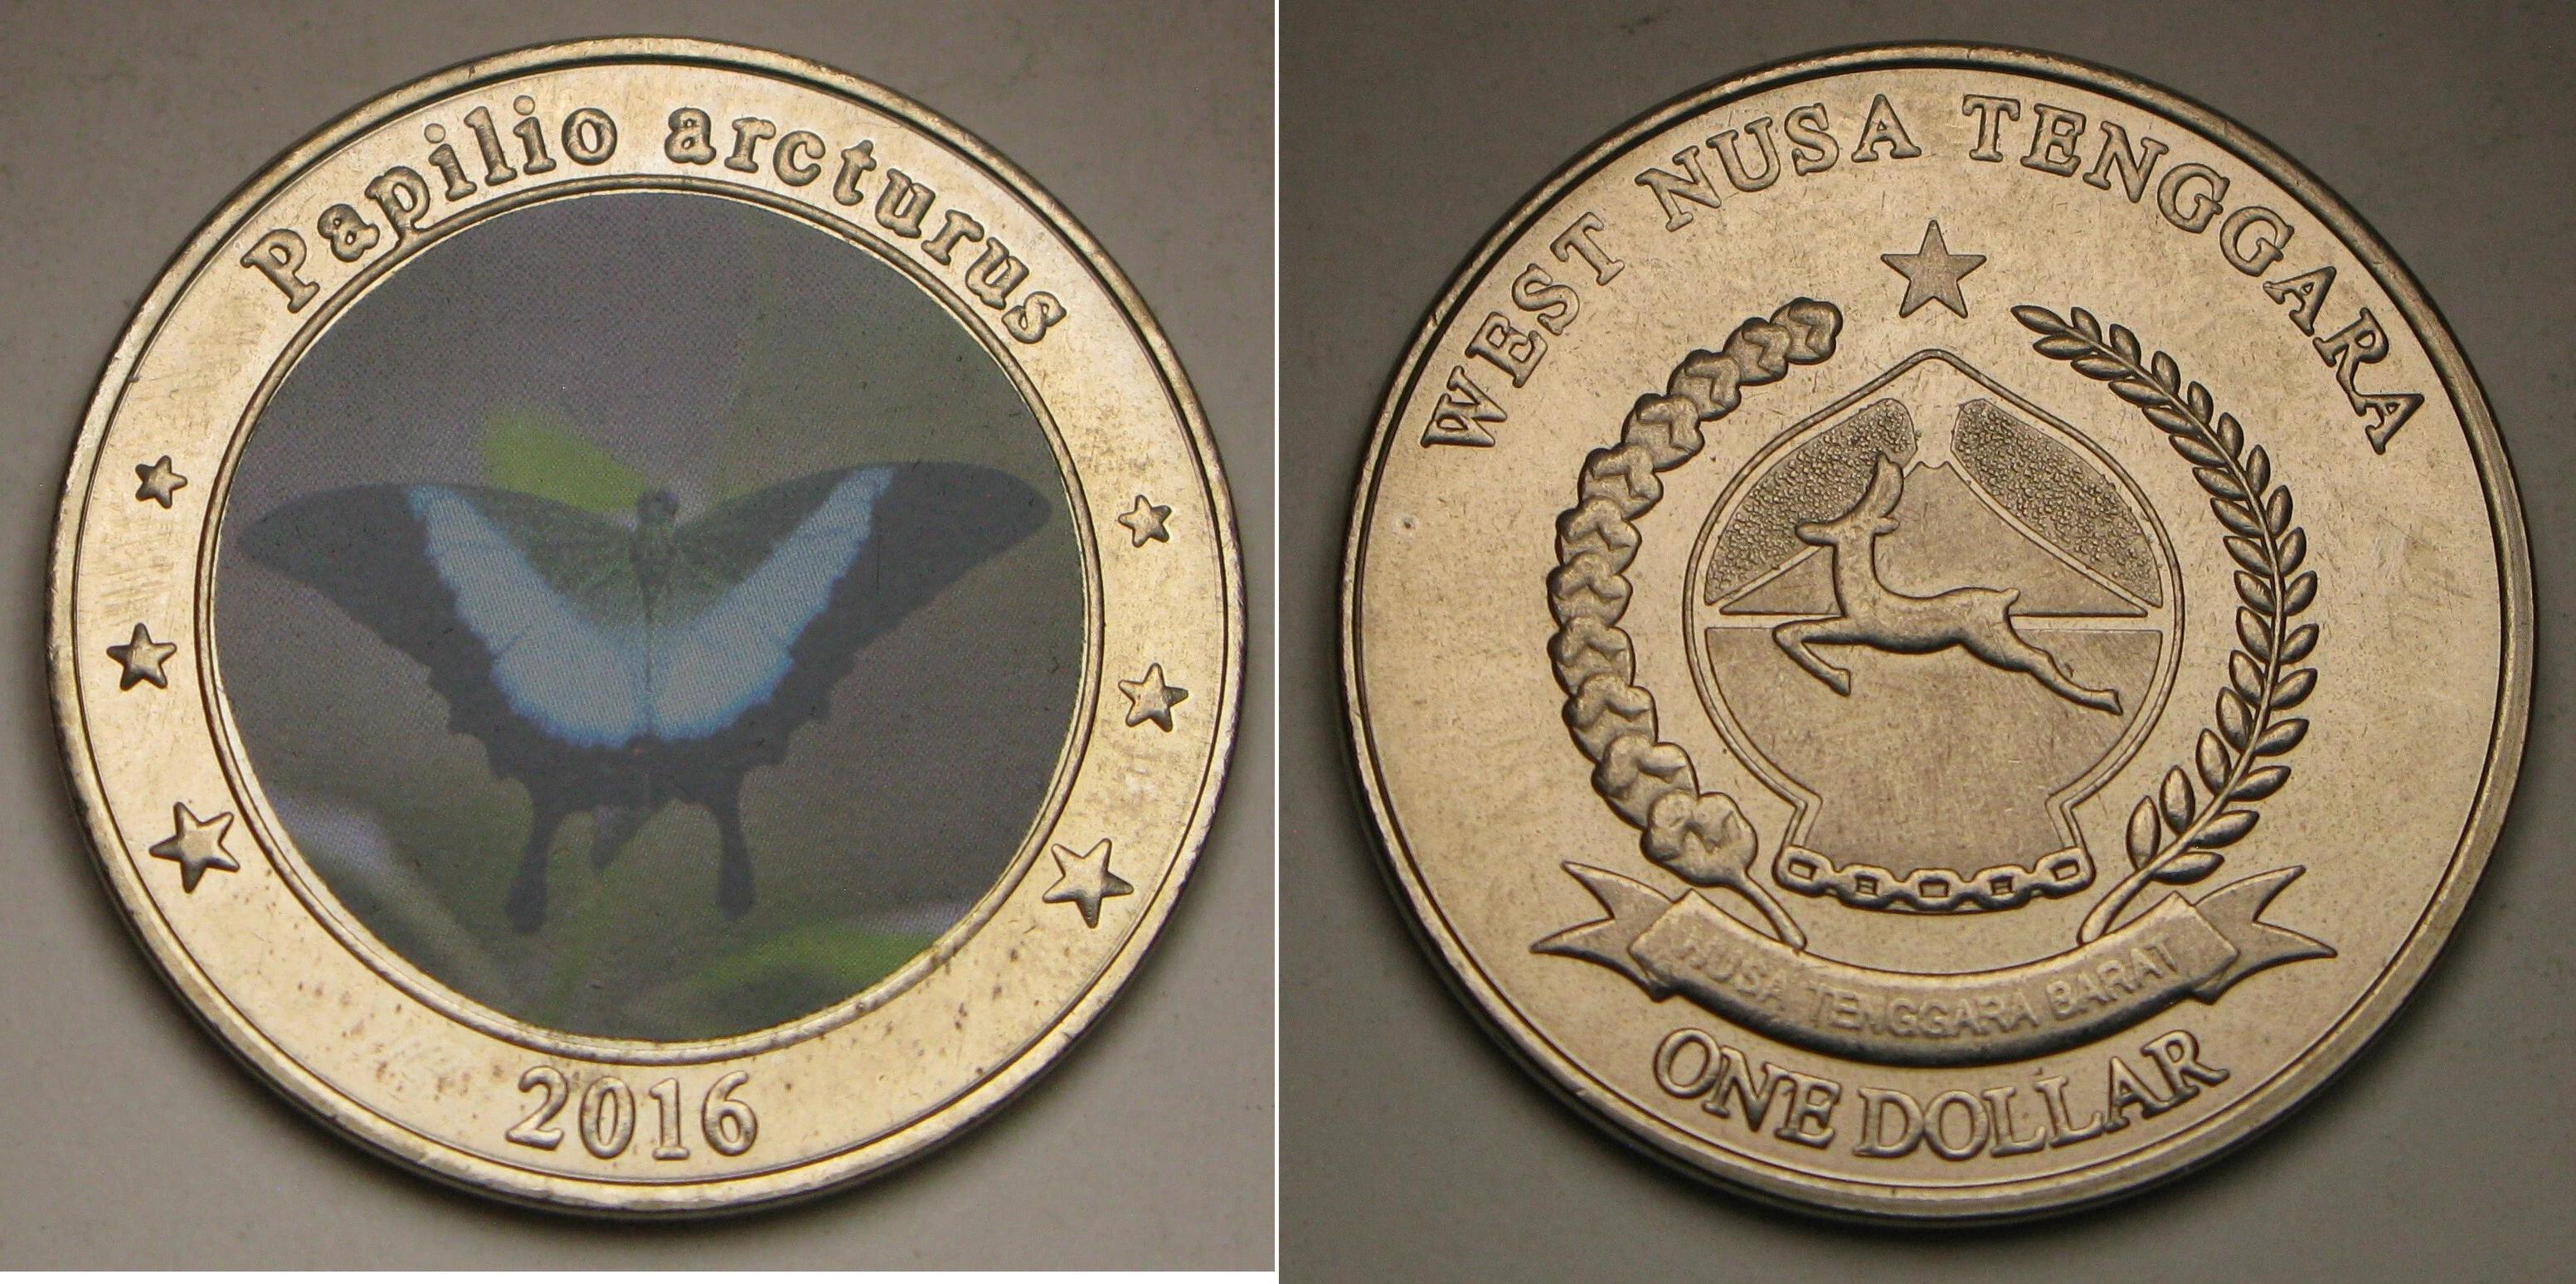 Papilio arcturus
2016
WEST NUSA TENGGARA
NUSA TENGGARA BARAT
ONE DOLLAR